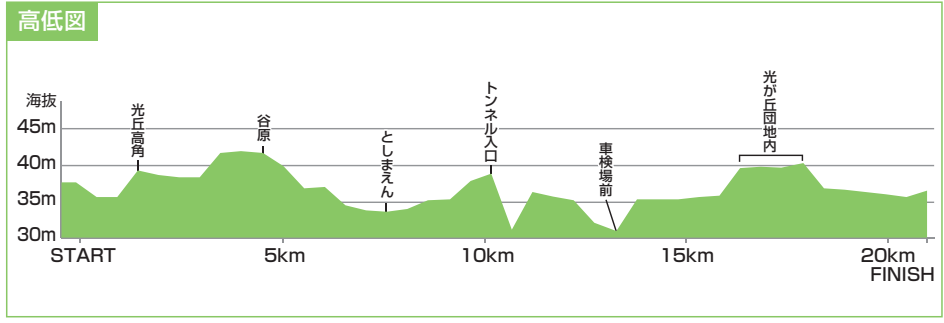 高低図
海抜
45m
40m
35m
30m
光丘高角
谷原
としまえん
トンネル入口
車検場前
光が丘団地内
START
5km
10km
15km
20km
FINISH